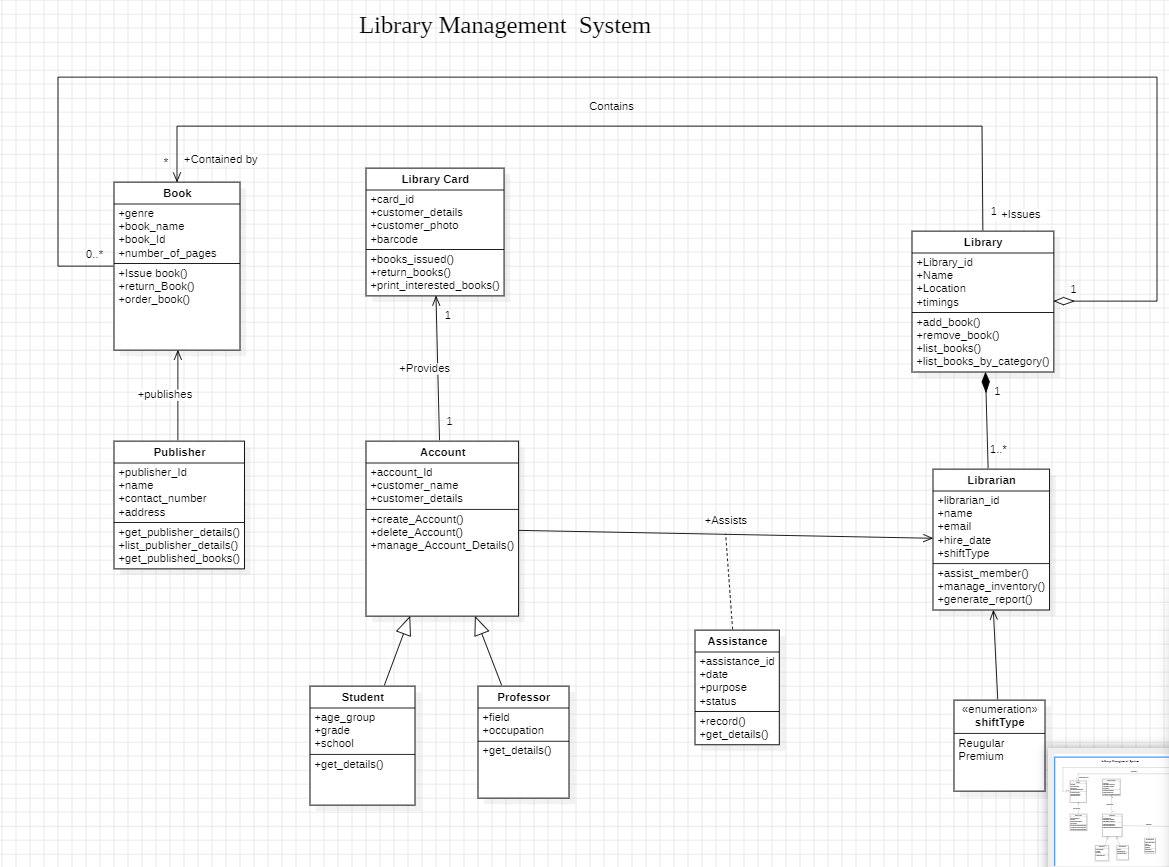 Library Management  System
Contains
*
+Contained by
1
+Issues
0..*
1
Book
+genre
+book_name
+book_Id
+number_of_pages
+Issue book()
+return_Book()
+order_book()
Library Card
+card_id
+customer_details
+customer_photo
+barcode
+books_issued()
+return_books()
+print_interested_books()
Library
+Library_id
+Name
+Location
+timings
+add_book()
+remove_book()
+list_books()
+list_books_by_category()
+publishes
1
+Provides
1
1
1..*
Publisher
+publisher_Id
+name
+contact_number
+address
+get_publisher_details()
+list_publisher_details()
+get_published_books()
Account
+account_Id
+customer_name
+customer_details
+create_Account()
+delete_Account()
+manage_Account_Details()
+Assists
Librarian
+librarian_id
+name
+email
+hire_date
+shiftType
+assist_member()
+manage_inventory()
+generate_report()
Student
+age_group
+grade
+school
+get_details()
Professor
+field
+occupation
+get_details()
Assistance
+assistance_id
+date
+purpose
+status
+record()
+get_details()
«enumeration»
shiftType
Reugular
Premium